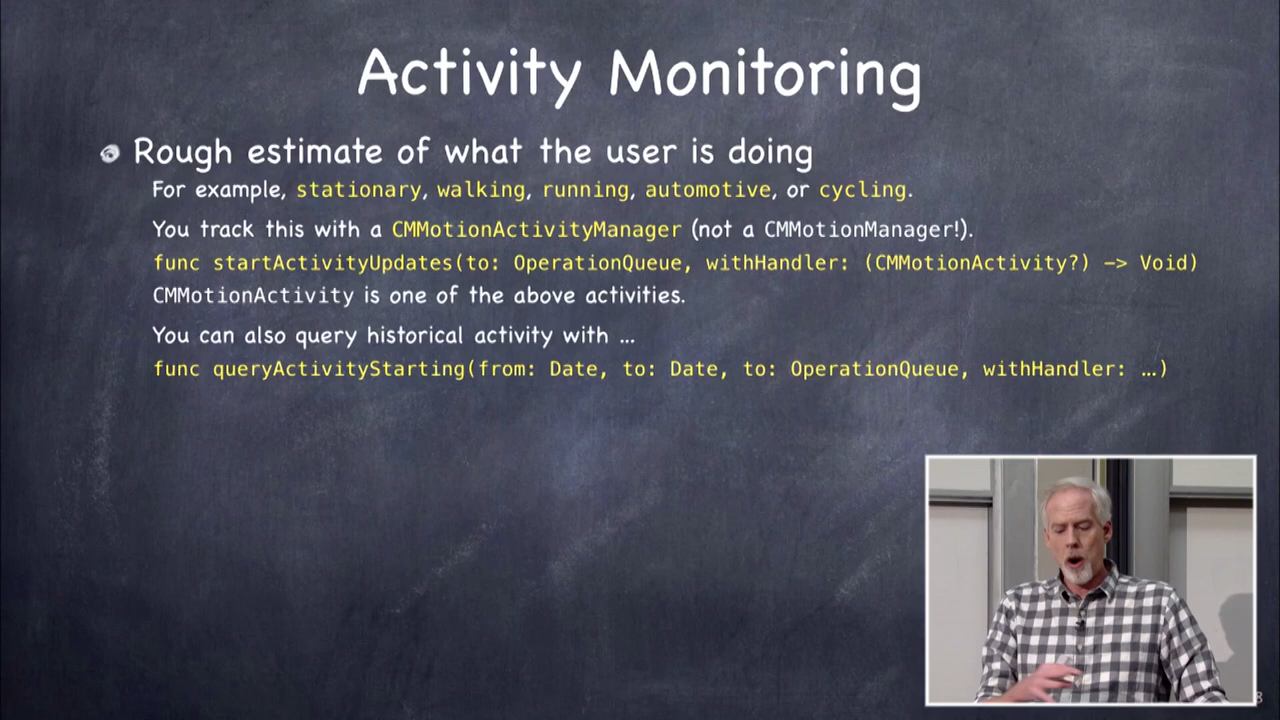 Activity Monitoring
Rough estimate of what the user is doing
For example, stationary, walking, running, automotive, or cycling.
You track this with a CMMotionActivityManager (not a CMMotionManager!).
func startActivityUpdates(to: OperationQueue, withHandler: (CMMotionActivity?) -> Void)
CMMotionActivity is one of the above activities.
You can also query historical activity with ...
func queryActivityStarting(from: Date, to: Date, to: OperationQueue, withHandler: ...)
8